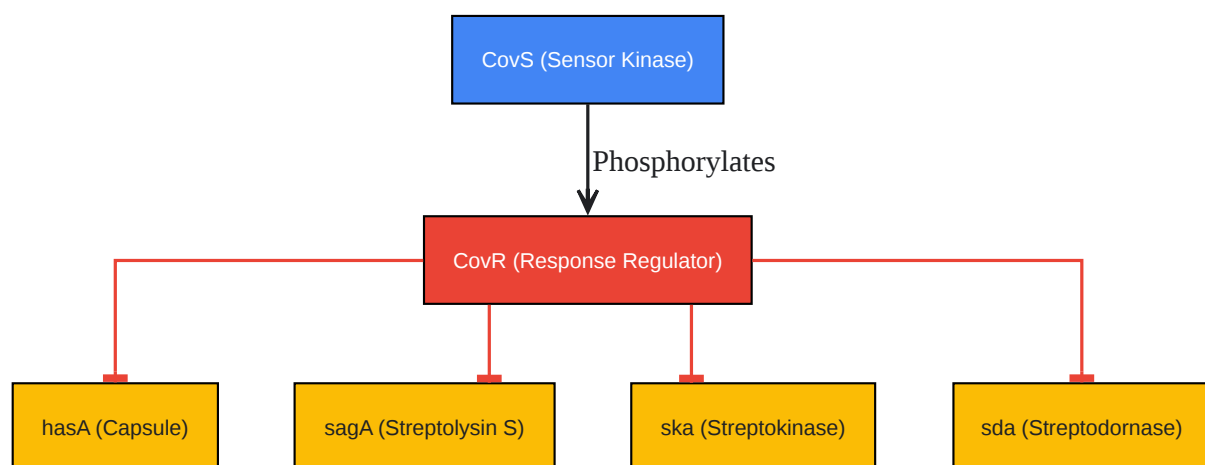 CovS (Sensor Kinase)
Phosphorylates
CovR (Response Regulator)
hasA (Capsule)
sagA (Streptolysin S)
ska (Streptokinase)
sda (Streptodornase)